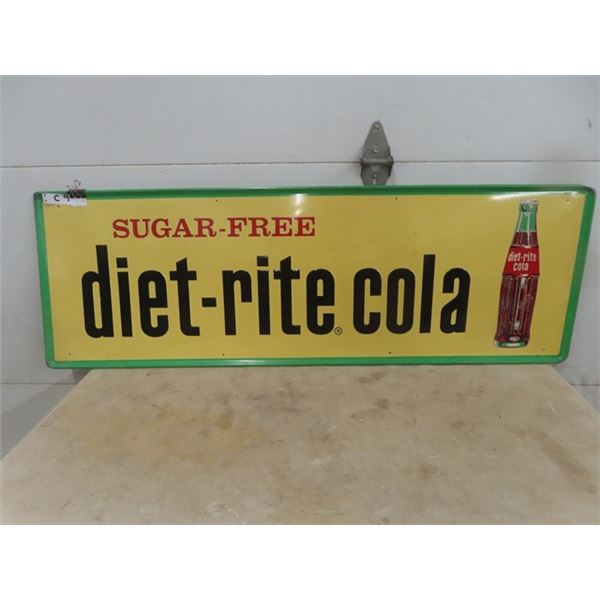 SUGAR-FREE
diet-rite® cola
diet-rite
cola